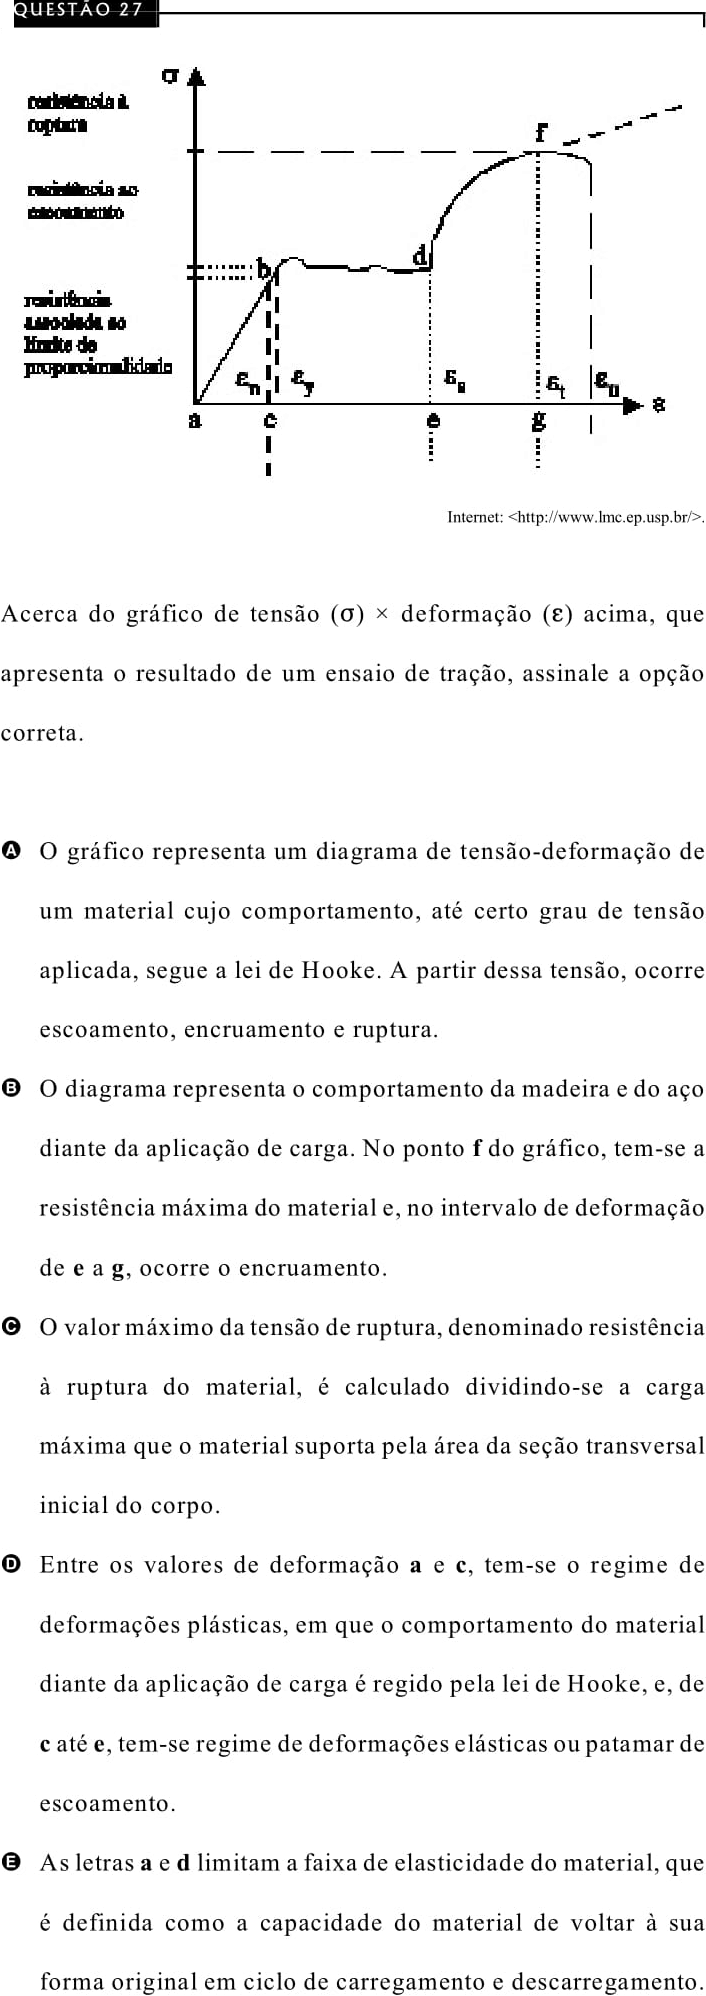 QUESTÃO 27
σ
resistência à
ruptura
f
resistência ao
escoamento
b
d
resistência
associada ao
limite de
proporcionalidade
ε
ε y
ε
ε t
ε
ε
a
c
e
g
Internet: <http://www.lmc.ep.usp.br/>.
Acerca do gráfico de tensão (σ) × deformação (ε) acima, que
apresenta o resultado de um ensaio de tração, assinale a opção
correta.
A O gráfico representa um diagrama de tensão-deformação de
um material cujo comportamento, até certo grau de tensão
aplicada, segue a lei de Hooke. A partir dessa tensão, ocorre
escoamento, encruamento e ruptura.
B O diagrama representa o comportamento da madeira e do aço
diante da aplicação de carga. No ponto f do gráfico, tem-se a
resistência máxima do material e, no intervalo de deformação
de e a g, ocorre o encruamento.
C O valor máximo da tensão de ruptura, denominado resistência
à ruptura do material, é calculado dividindo-se a carga
máxima que o material suporta pela área da seção transversal
inicial do corpo.
D Entre os valores de deformação a e c, tem-se o regime de
deformações plásticas, em que o comportamento do material
diante da aplicação de carga é regido pela lei de Hooke, e, de
c até e, tem-se regime de deformações elásticas ou patamar de
escoamento.
E As letras a e d limitam a faixa de elasticidade do material, que
é definida como a capacidade do material de voltar à sua
forma original em ciclo de carregamento e descarregamento.